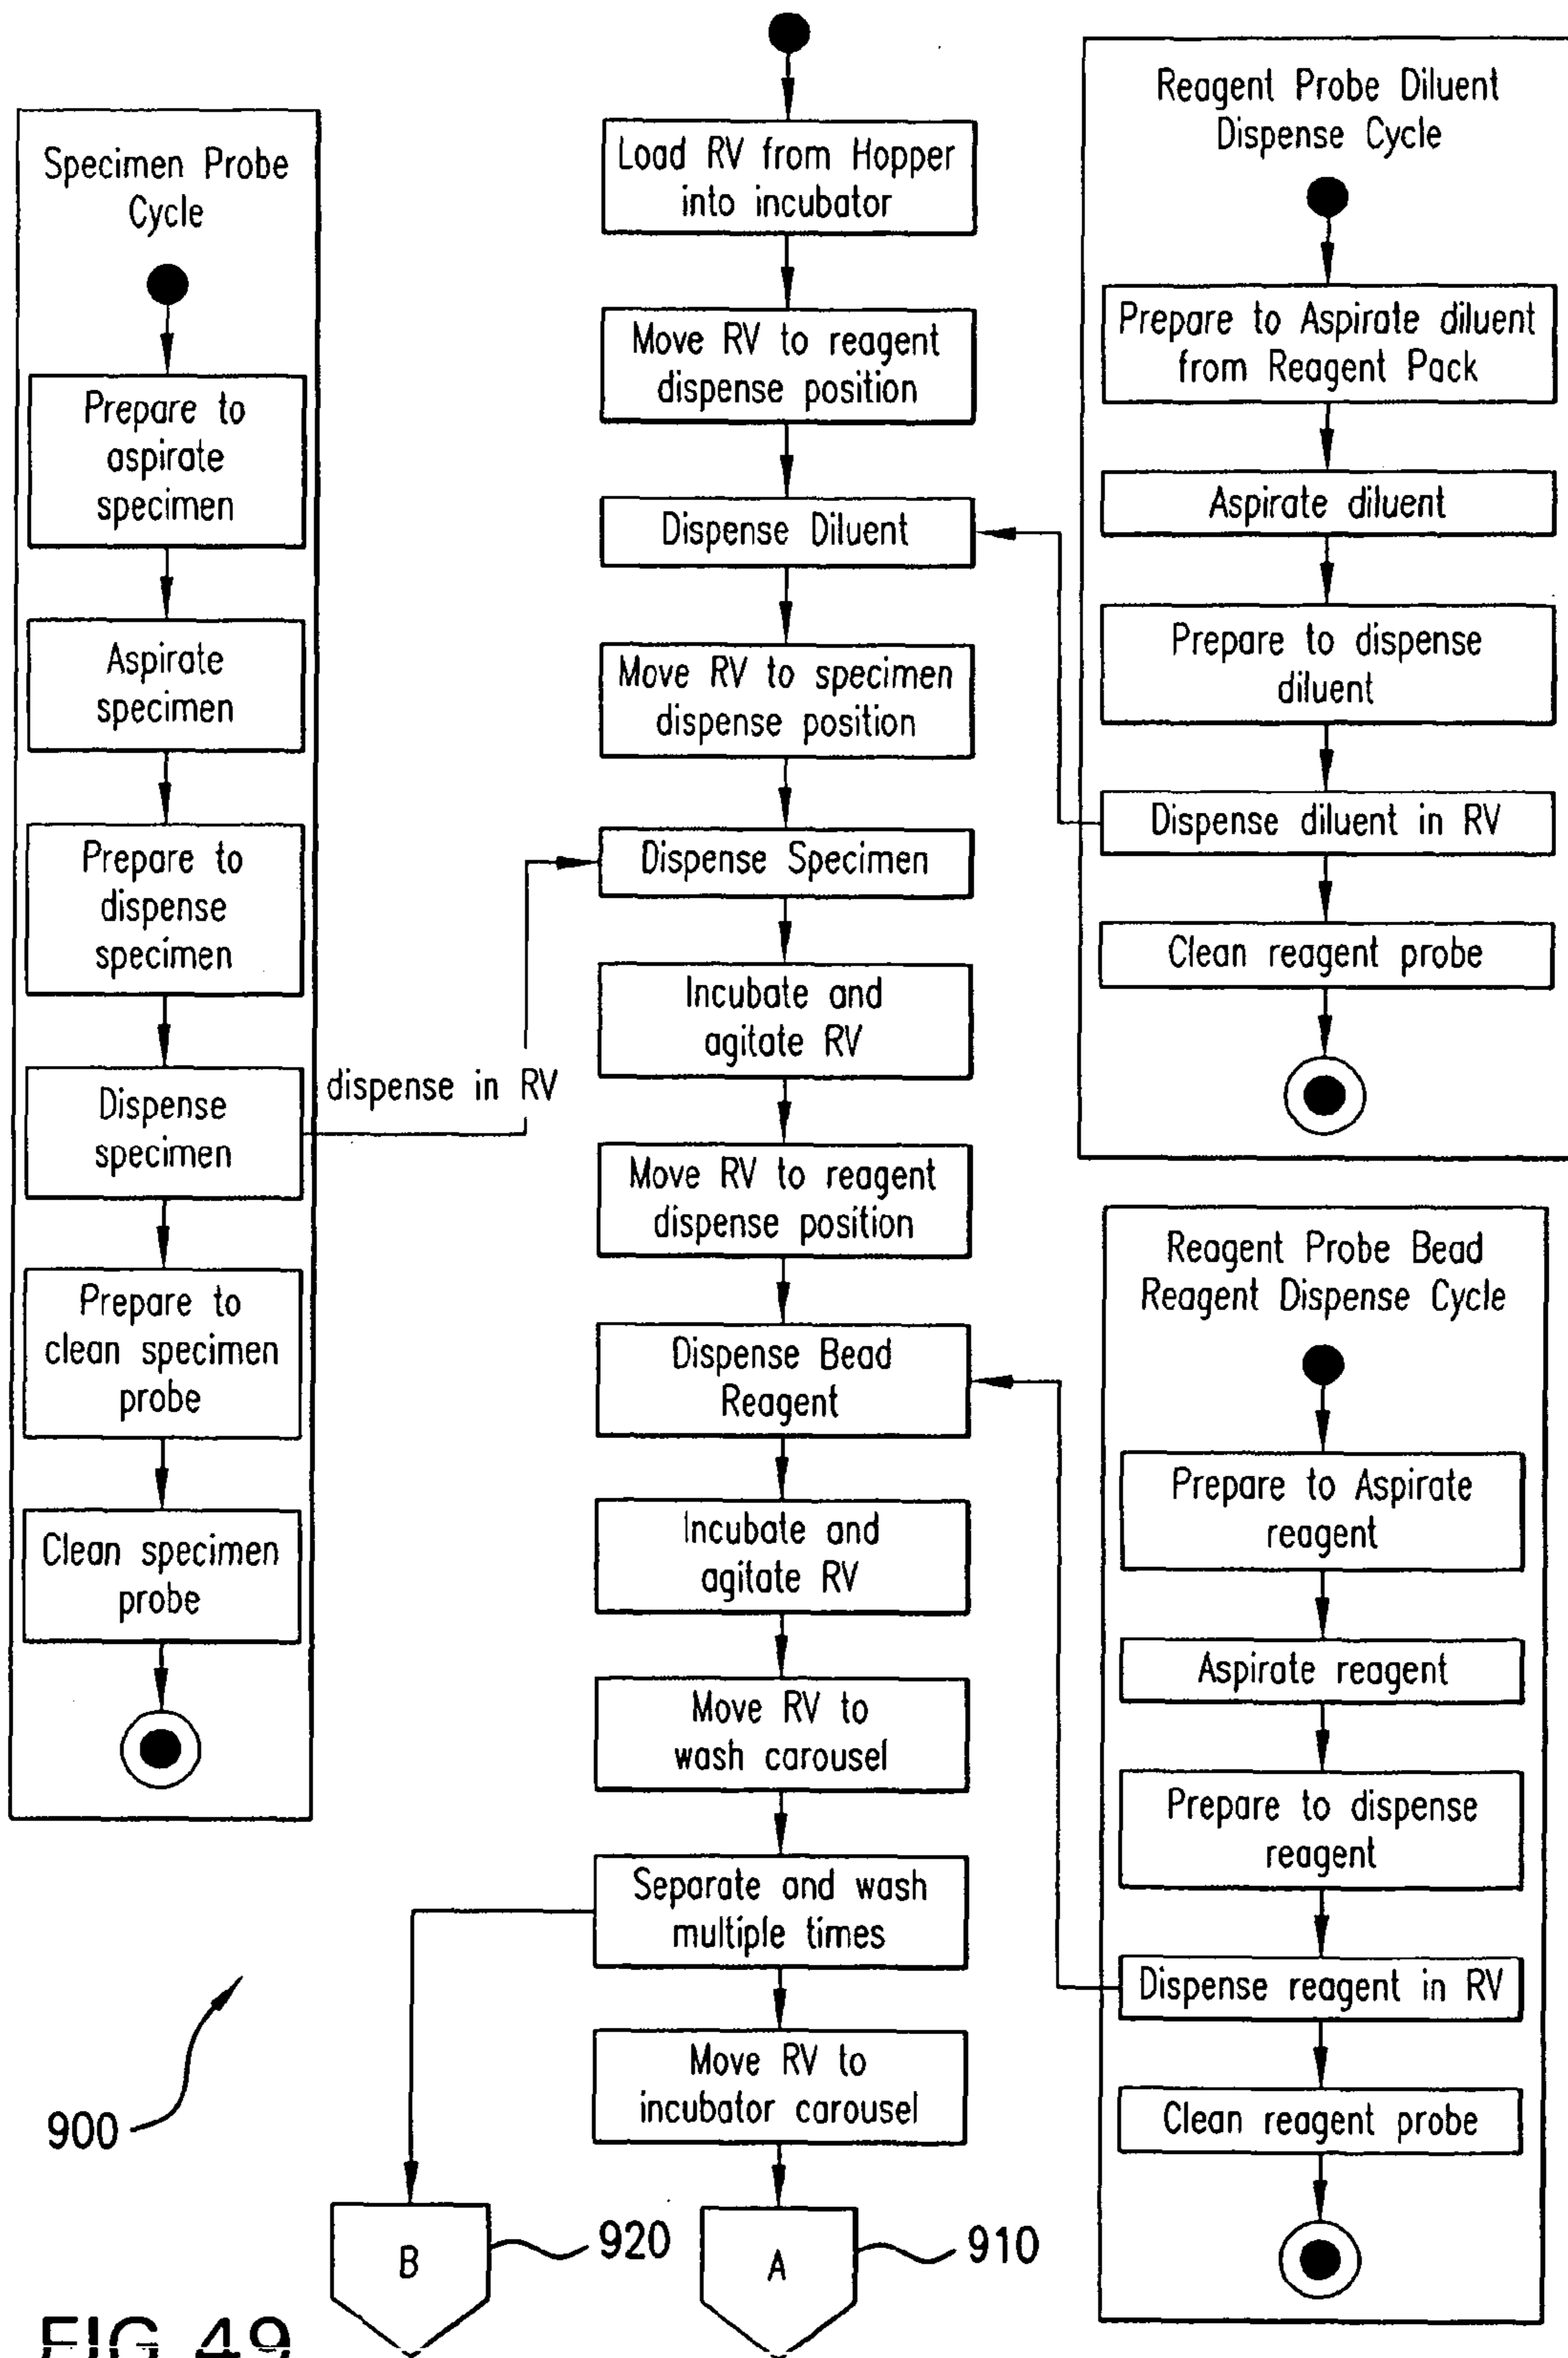 Specimen Probe
Cycle
Prepare to
aspirate
specimen
Aspirate
specimen
Prepare to
dispense
specimen
Dispense
specimen
dispense in RV
Prepare to
clean specimen
probe
Clean specimen
probe
Load RV from Hopper
into incubator
Move RV to reagent
dispense position
Dispense Diluent
Move RV to specimen
dispense position
Dispense Specimen
Incubate and
agitate RV
Move RV to reagent
dispense position
Dispense Bead
Reagent
Incubate and
agitate RV
Move RV to
wash carousel
Separate and wash
multiple times
Move RV to
incubator carousel
Reagent Probe Diluent
Dispense Cycle
Prepare to Aspirate diluent
from Reagent Pack
Aspirate diluent
Prepare to dispense
diluent
Dispense diluent in RV
Clean reagent probe
Reagent Probe Bead
Reagent Dispense Cycle
Prepare to Aspirate
reagent
Aspirate reagent
Prepare to dispense
reagent
Dispense reagent in RV
Clean reagent probe
900
B
920
A
910
FIG 49